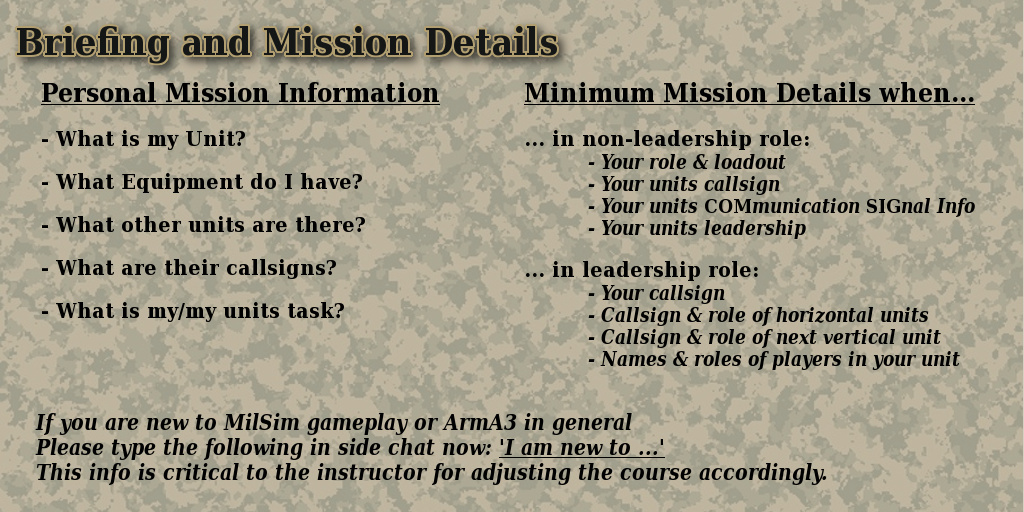 Briefing and Mission Details
Personal Mission Information
- What is my Unit?
- What Equipment do I have?
- What other units are there?
- What are their callsigns?
- What is my/my units task?
Minimum Mission Details when...
... in non-leadership role:
- Your role & loadout
- Your units callsign
- Your units COMmunication SIGnal Info
- Your units leadership
... in leadership role:
- Your callsign
- Callsign & role of horizontal units
- Callsign & role of next vertical unit
- Names & roles of players in your unit
If you are new to MilSim gameplay or ArmA3 in general
Please type the following in side chat now: 'I am new to ...'
This info is critical to the instructor for adjusting the course accordingly.